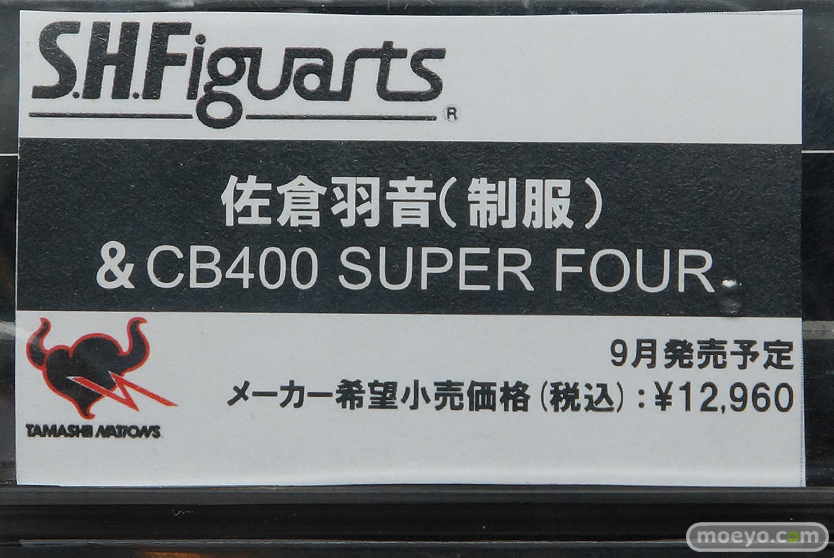 S.H.Figuarts
®
佐倉羽音(制服)
&CB400 SUPER FOUR
9月発売予定
メーカー希望小売価格(税込):¥12,960
TAMASHII NATIONS
moeyo.com